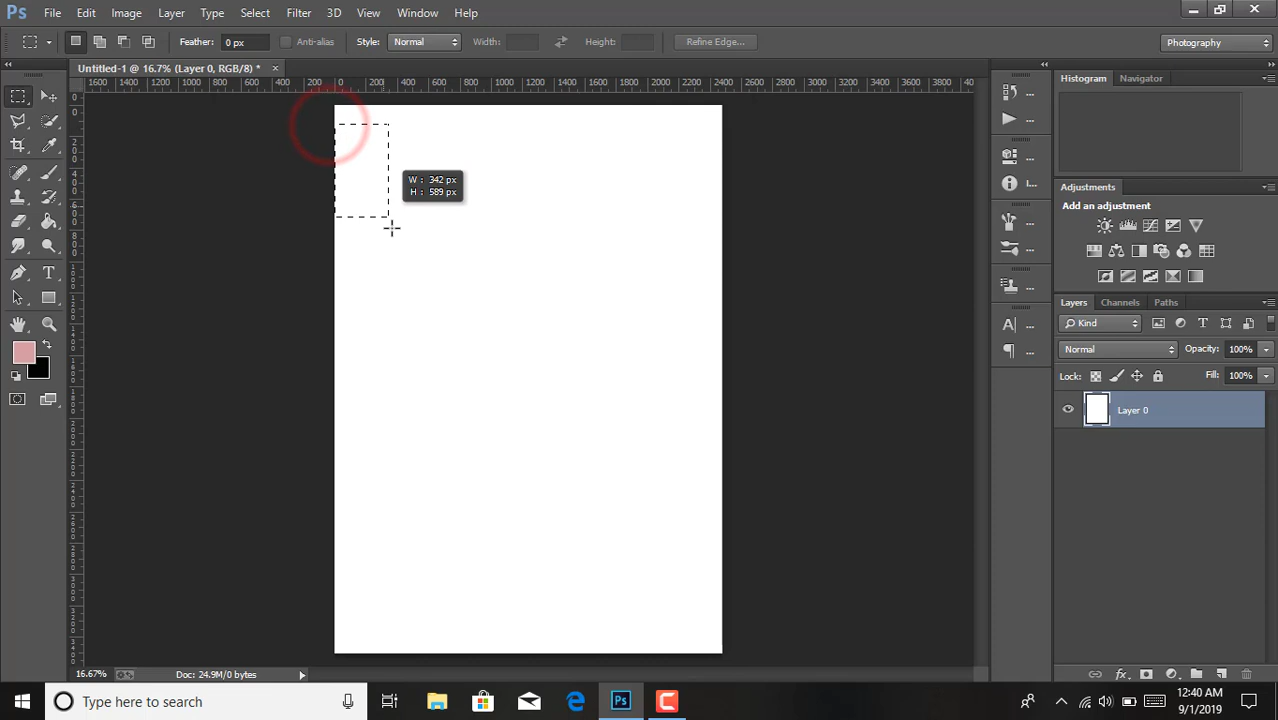 Ps File Edit Image Layer Type Select Filter 3D View Window Help
Feather: 0 px Anti-alias Style: Normal Width: Height: Refine Edge... Photography
Untitled-1 @ 16.7% (Layer 0, RGB/8) * ×
1600 1400 1200 1000 800 600 400 200 0 200 400 600 800 1000 1200 1400 1600 1800 2000 2200 2400 2600 2800 3000 3200 3400 3600 3800 40
Histogram Navigator
W : 342 px
H : 589 px
Adjustments
Add an adjustment
Layers Channels Paths
Kind
Normal Opacity: 100%
Lock: Fill: 100%
Layer 0
16.67% Doc: 24.9M/0 bytes
Type here to search
Ps
12:40 AM
9/1/2019